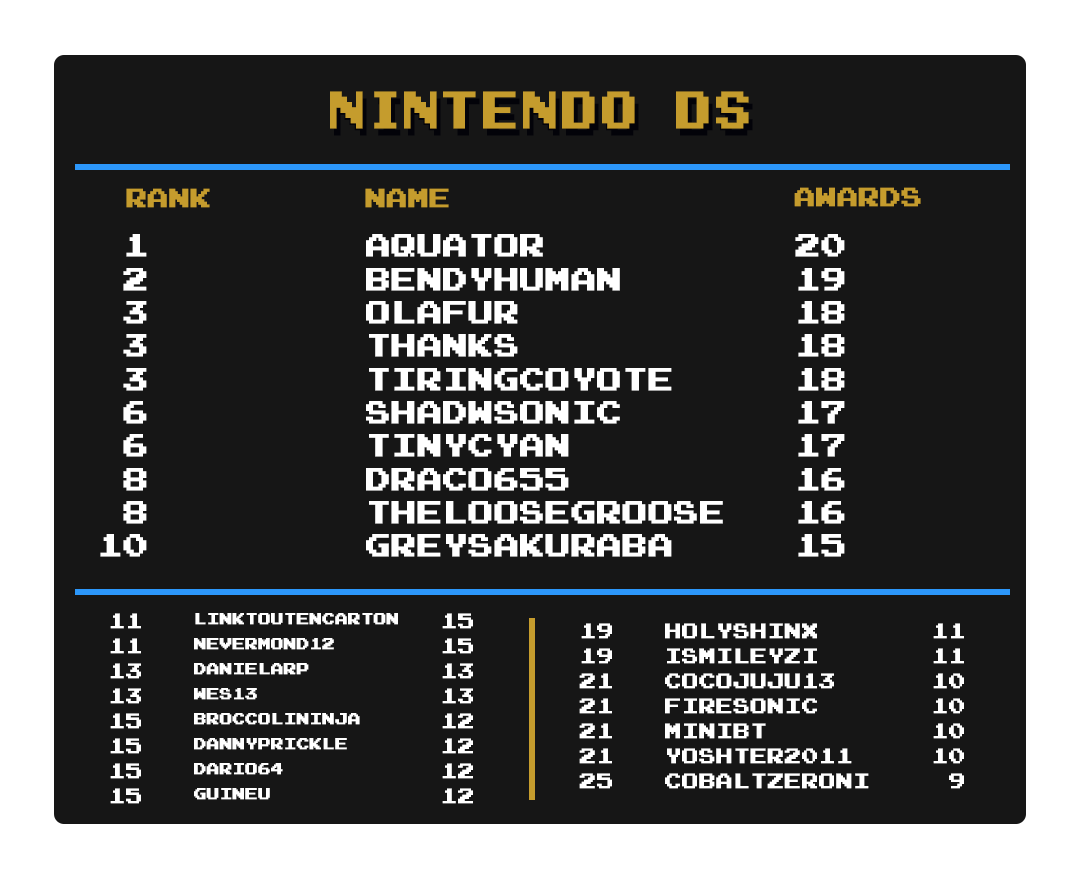 NINTENDO DS
RANK NAME AWARDS
1 AQUATOR 20
2 BENDYHUMAN 19
3 OLAFUR 18
3 THANKS 18
3 TIRINGCOYOTE 18
6 SHADWSONIC 17
6 TINYCYAN 17
8 DRACO655 16
8 THELOOSEGROOSE 16
10 GREYSAKURABA 15
11 LINKTOUTENCARTON 15
11 NEVERMOND12 15
13 DANIELARP 13
13 WES13 13
15 BROCCOLININJA 12
15 DANNYPRICKLE 12
15 DARIO64 12
15 GUINEU 12
19 HOLYSHINX 11
19 ISMILEYZI 11
21 COCOJUJU13 10
21 FIRESONIC 10
21 MINIBT 10
21 YOSHTER2011 10
25 COBALTZERONI 9